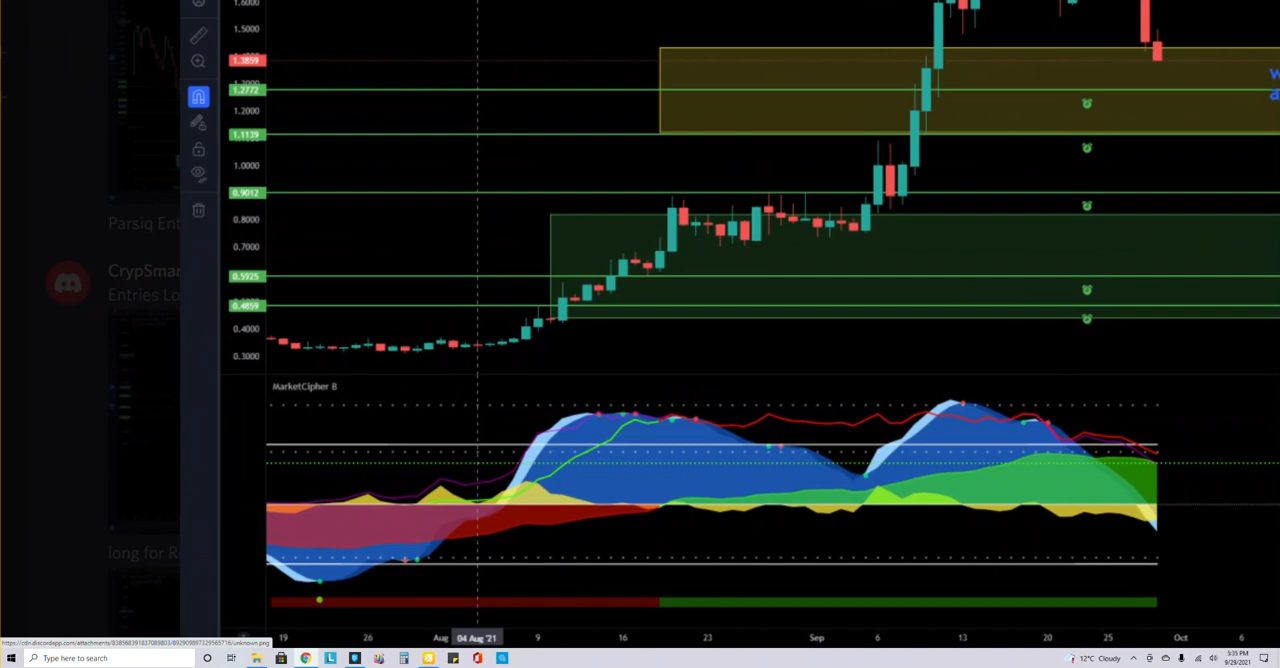 1.6000
1.5000
1.3859
1.3000
1.2772
1.2000
1.1139
1.0000
0.9012
0.8000
0.7000
0.5925
0.4859
0.4000
0.3000
Parsiq Ent
CrypSmar
Entries Lo
long for R
MarketCipher B
19 26 Aug 04 Aug '21 9 16 23 Sep 6 13 20 25 Oct 6
Type here to search
12°C Cloudy
5:35 PM
9/29/2021